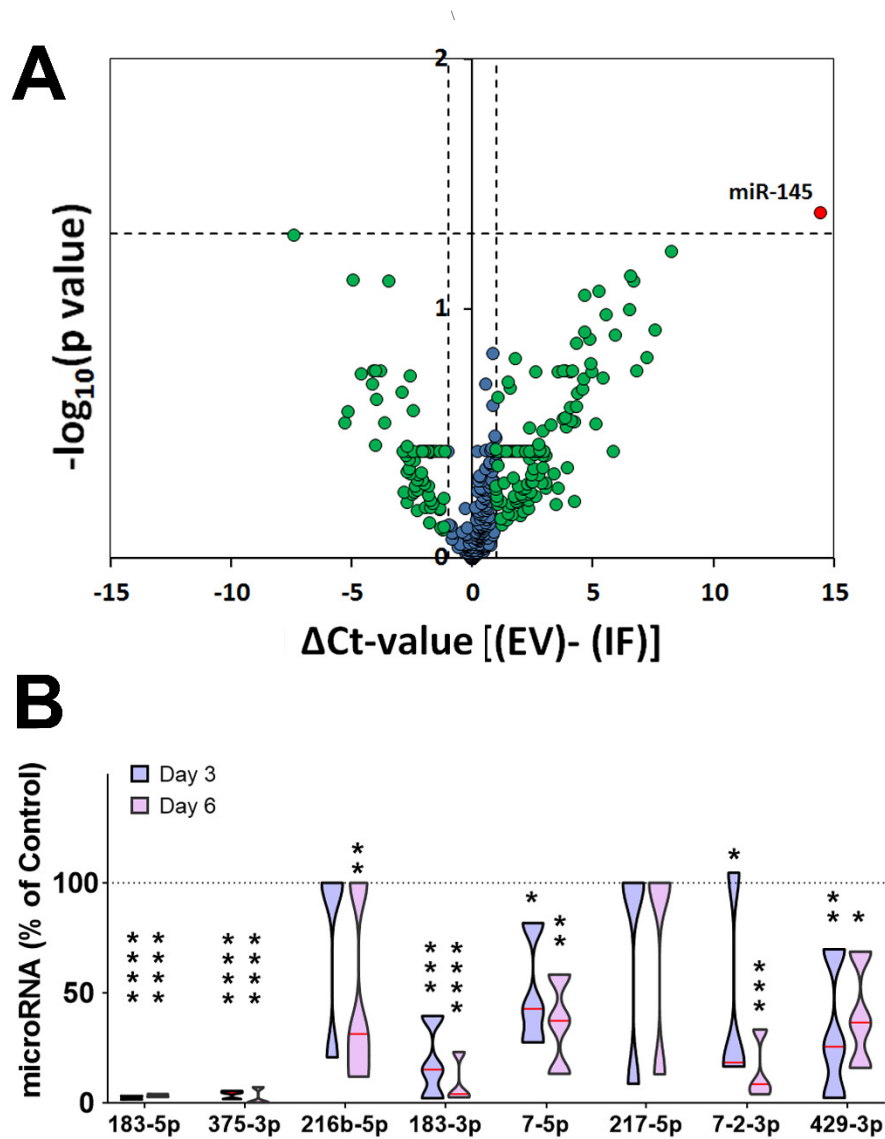 \
A
2
miR-145
1
0
-log10(p value)
-15 -10 -5 0 5 10 15
ΔCt-value [(EV)- (IF)]
B
Day 3
Day 6
microRNA (% of Control)
100
50
0
**** **** **** **** ** *** **** * ** * *** ** *
183-5p 375-3p 216b-5p 183-3p 7-5p 217-5p 7-2-3p 429-3p